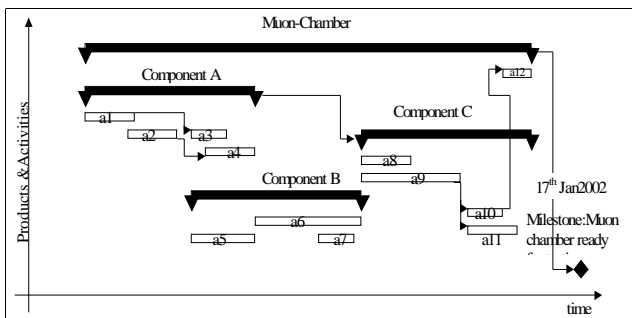 Muon-Chamber
a12
Component A
a1
a2
a3
a4
Component C
a8
a9
Component B
a6
a5
a7
a10
a11
17th Jan2002
Milestone:Muon
chamber ready
Products &Activities
time